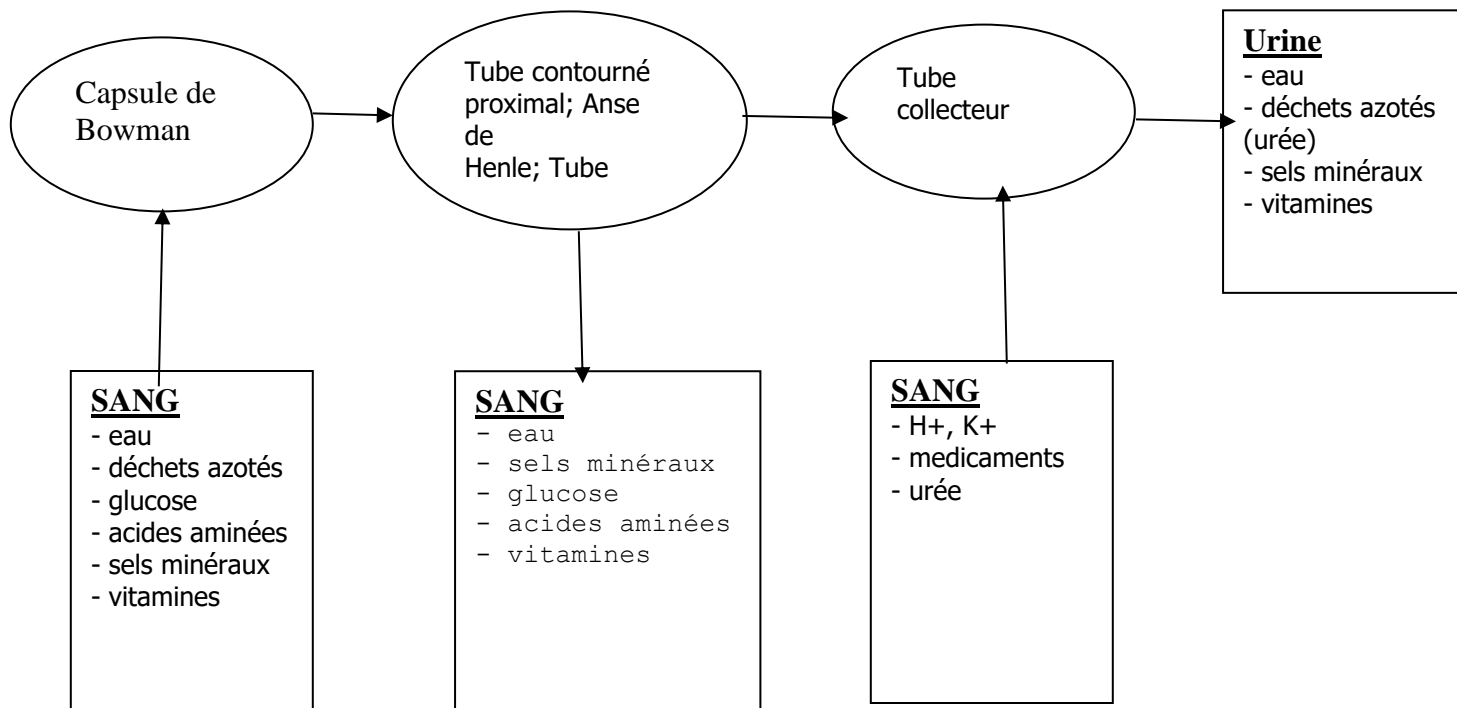 Capsule de
Bowman
Tube contourné
proximal; Anse
de
Henle; Tube
Tube
collecteur
Urine
- eau
- déchets azotés
(urée)
- sels minéraux
- vitamines
SANG
- eau
- déchets azotés
- glucose
- acides aminées
- sels minéraux
- vitamines
SANG
- eau
- sels minéraux
- glucose
- acides aminées
- vitamines
SANG
- H+, K+
- medicaments
- urée